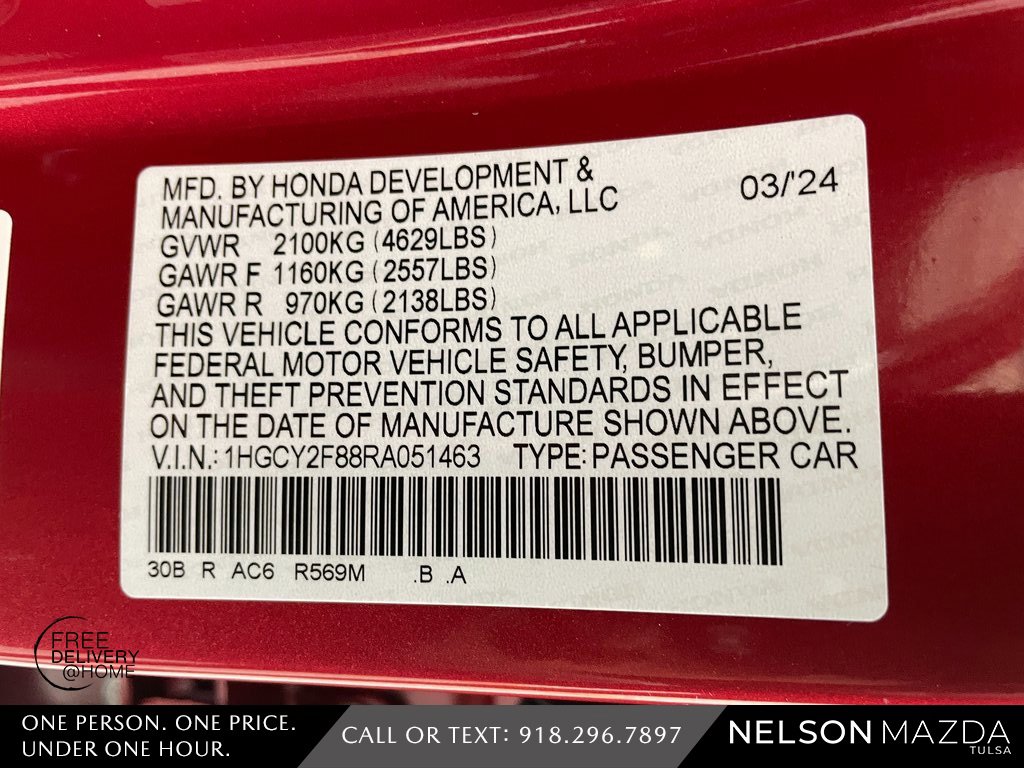 MFD. BY HONDA DEVELOPMENT &
MANUFACTURING OF AMERICA, LLC
03/'24
GVWR 2100KG (4629LBS)
GAWR F 1160KG (2557LBS)
GAWR R 970KG (2138LBS)
THIS VEHICLE CONFORMS TO ALL APPLICABLE
FEDERAL MOTOR VEHICLE SAFETY, BUMPER,
AND THEFT PREVENTION STANDARDS IN EFFECT
ON THE DATE OF MANUFACTURE SHOWN ABOVE.
V.I.N.: 1HGCY2F88RA051463 TYPE: PASSENGER CAR
30B R AC6 R569M .B .A
FREE
DELIVERY
@HOME
ONE PERSON. ONE PRICE.
UNDER ONE HOUR.
CALL OR TEXT: 918.296.7897
NELSON MAZDA
TULSA